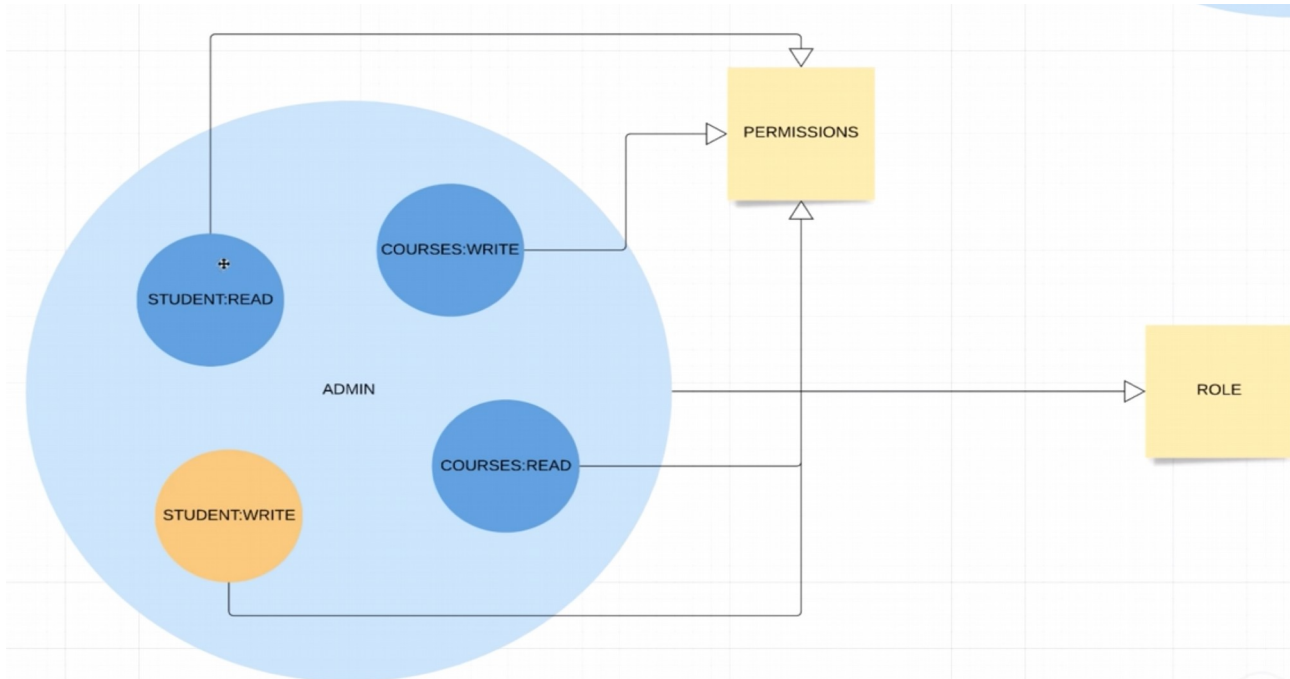 PERMISSIONS
COURSES:WRITE
STUDENT:READ
ADMIN
ROLE
COURSES:READ
STUDENT:WRITE